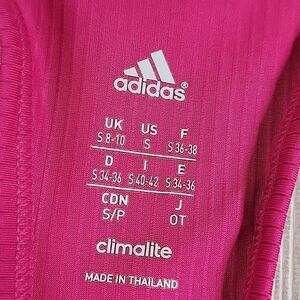 adidas®
UK US F
S 8-10 S S 36-38
D I E
S 34-36 S 40-42 S 34-36
CDN J
S/P OT
climalite
MADE IN THAILAND